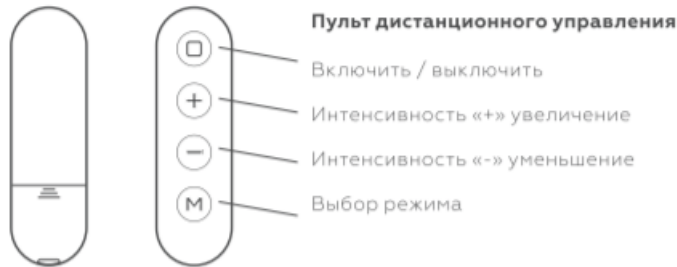 Пульт дистанционного управления
Включить / выключить
+
Интенсивность «+» увеличение
-
Интенсивность «-» уменьшение
M
Выбор режима